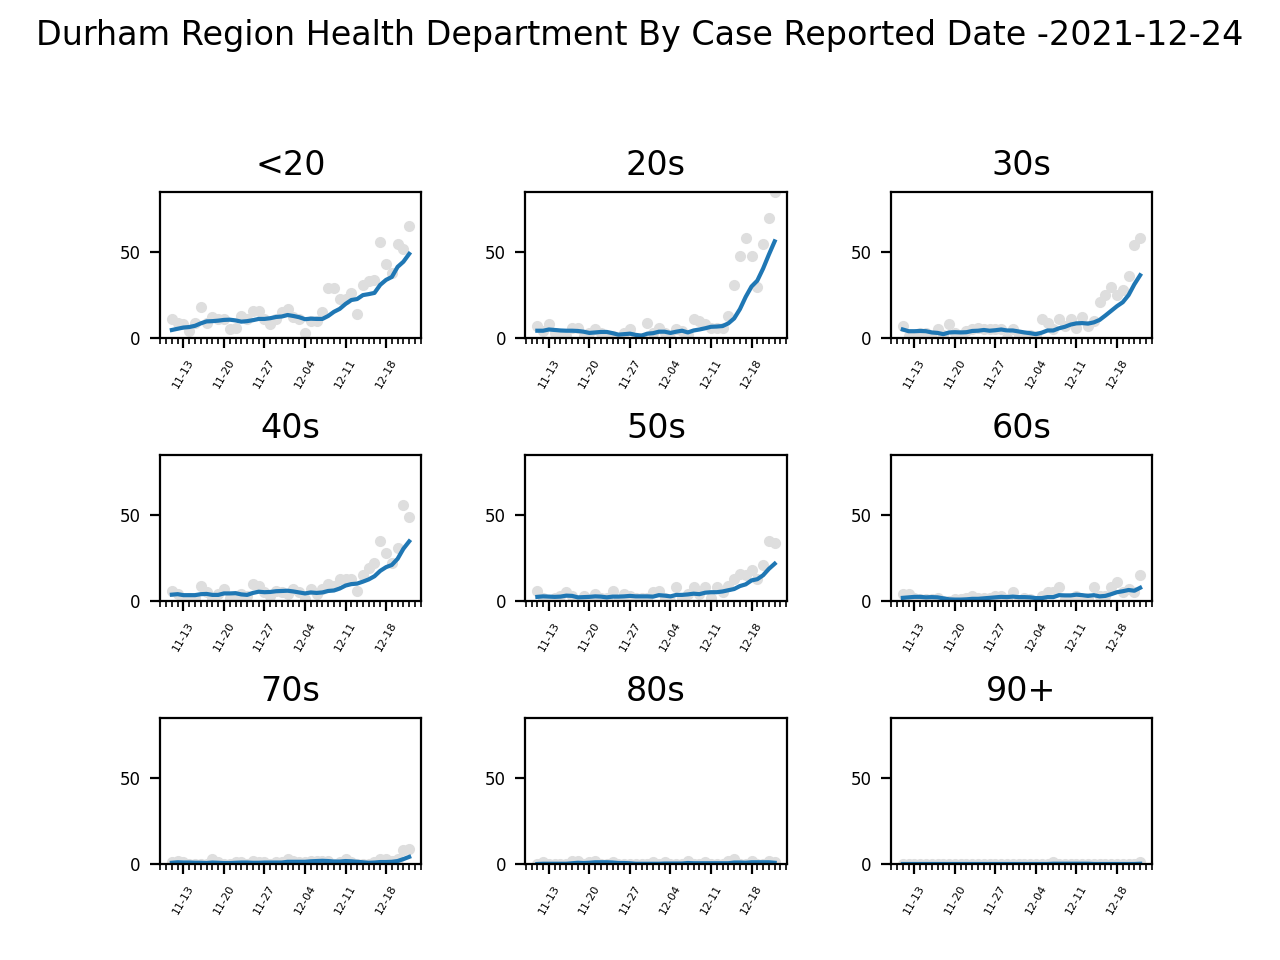 Durham Region Health Department By Case Reported Date -2021-12-24
<20 20s 30s
50 50 50
0 0 0
11-13 11-20 11-27 12-04 12-11 12-18 11-13 11-20 11-27 12-04 12-11 12-18 11-13 11-20 11-27 12-04 12-11 12-18
40s 50s 60s
50 50 50
0 0 0
11-13 11-20 11-27 12-04 12-11 12-18 11-13 11-20 11-27 12-04 12-11 12-18 11-13 11-20 11-27 12-04 12-11 12-18
70s 80s 90+
50 50 50
0 0 0
11-13 11-20 11-27 12-04 12-11 12-18 11-13 11-20 11-27 12-04 12-11 12-18 11-13 11-20 11-27 12-04 12-11 12-18